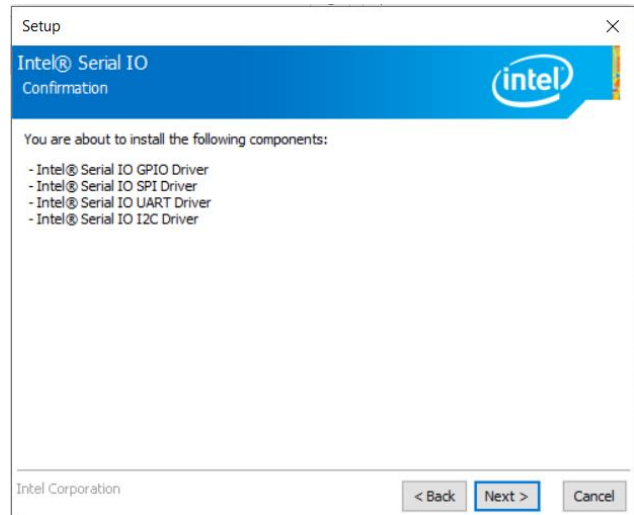 Setup
Intel® Serial IO
Confirmation
intel
You are about to install the following components:
- Intel® Serial IO GPIO Driver
- Intel® Serial IO SPI Driver
- Intel® Serial IO UART Driver
- Intel® Serial IO I2C Driver
Intel Corporation
< Back
Next >
Cancel